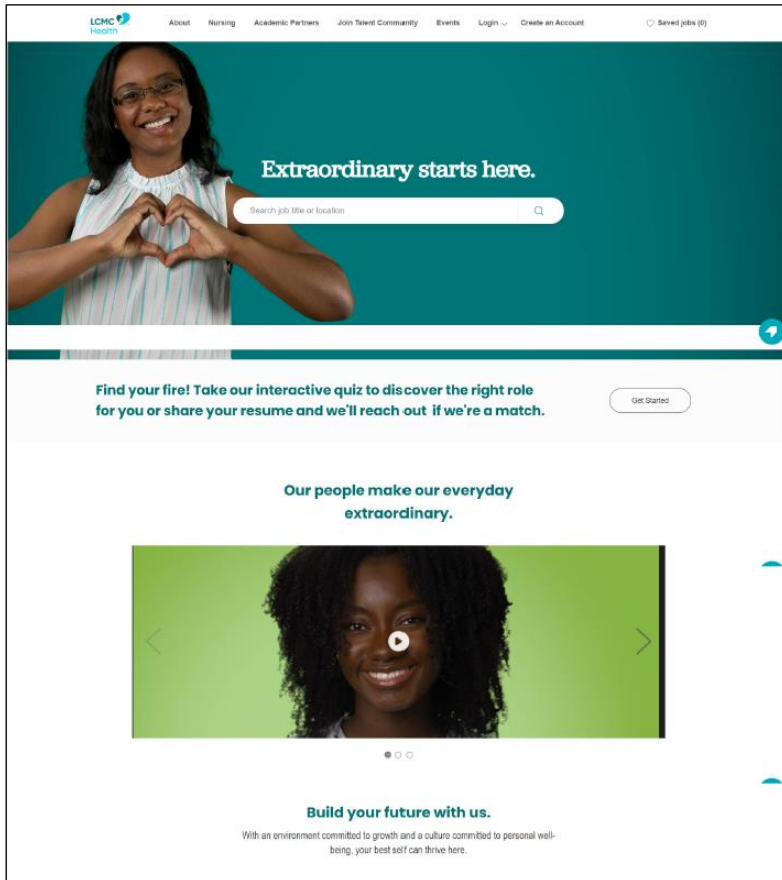 LCMC
Health
About Nursing Academic Partners Join Talent Community Events Login Create an Account Saved jobs (0)
Extraordinary starts here.
Search job title or location
Find your fire! Take our interactive quiz to discover the right role
for you or share your resume and we'll reach out if we're a match.
Get Started
Our people make our everyday
extraordinary.
Build your future with us.
With an environment committed to growth and a culture committed to personal well-
being, your best self can thrive here.